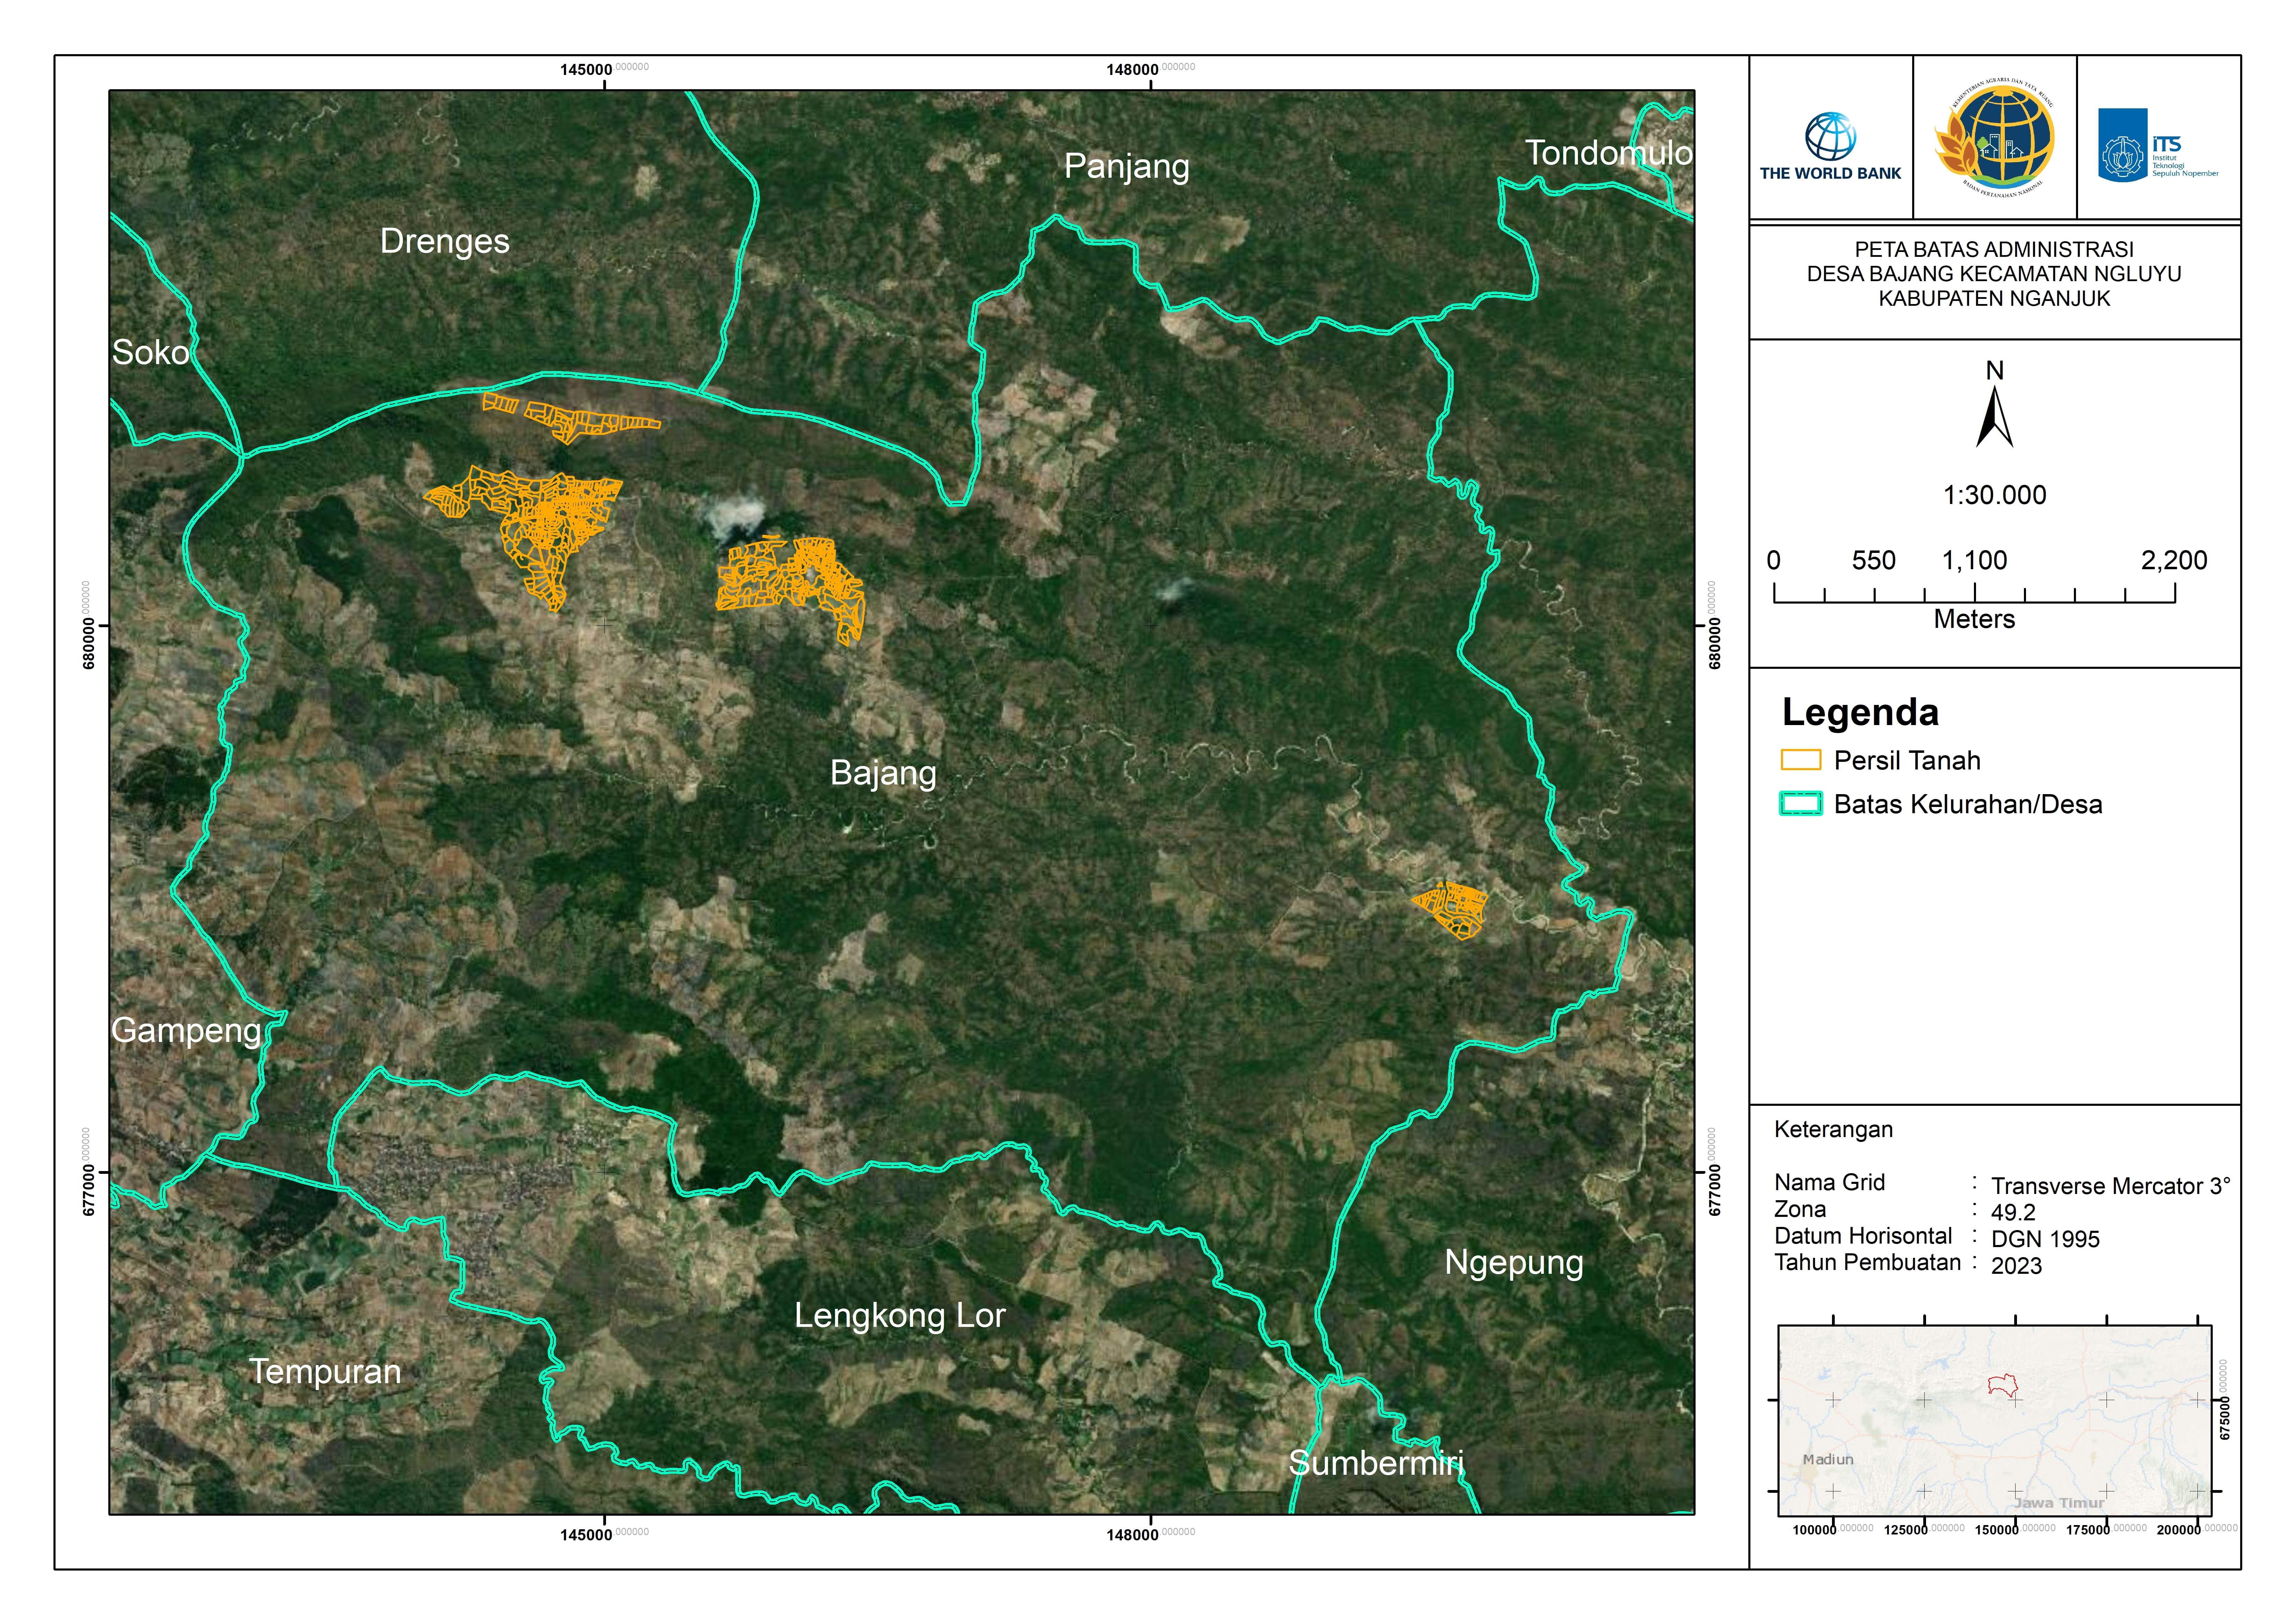 145000 000000
148000 000000
680000 000000
677000 000000
680000 000000
677000 000000
145000 000000
148000 000000
Panjang
Tondomulo
Drenges
Soko
Bajang
Gampeng
Ngepung
Lengkong Lor
Tempuran
Sumbermiri
THE WORLD BANK
KEMENTERIAN AGRARIA DAN TATA RUANG
BADAN PERTANAHAN NASIONAL
iTS
Institut
Teknologi
Sepuluh Nopember
PETA BATAS ADMINISTRASI
DESA BAJANG KECAMATAN NGLUYU
KABUPATEN NGANJUK
N
1:30.000
0 550 1,100 2,200
Meters
Legenda
Persil Tanah
Batas Kelurahan/Desa
Keterangan
Nama Grid : Transverse Mercator 3°
Zona : 49.2
Datum Horisontal : DGN 1995
Tahun Pembuatan : 2023
675000 000000
Madiun
Jawa Timur
100000 000000 125000 000000 150000 000000 175000 000000 200000 000000